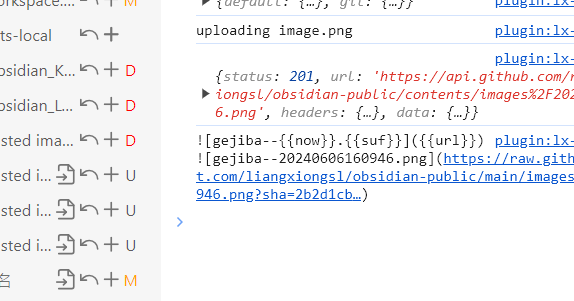 {default: {…}, git: {…}}
plugin:lx-
orkspace.… M
uploading image.png
plugin:lx-
ts-local
plugin:lx-
bsidian_K… D
{status: 201, url: 'https://api.github.com/r
bsidian_L… D
iongsl/obsidian-public/contents/images%2F202
6.png', headers: {…}, data: {…}}
sted ima… D
![gejiba--{{now}}.{{suf}}]({{url}})
plugin:lx-
![gejiba--20240606160946.png](https://raw.gith
sted i… U
t.com/liangxiongsl/obsidian-public/main/images
946.png?sha=2b2d1cb…)
sted i… U
sted i… U
名 M